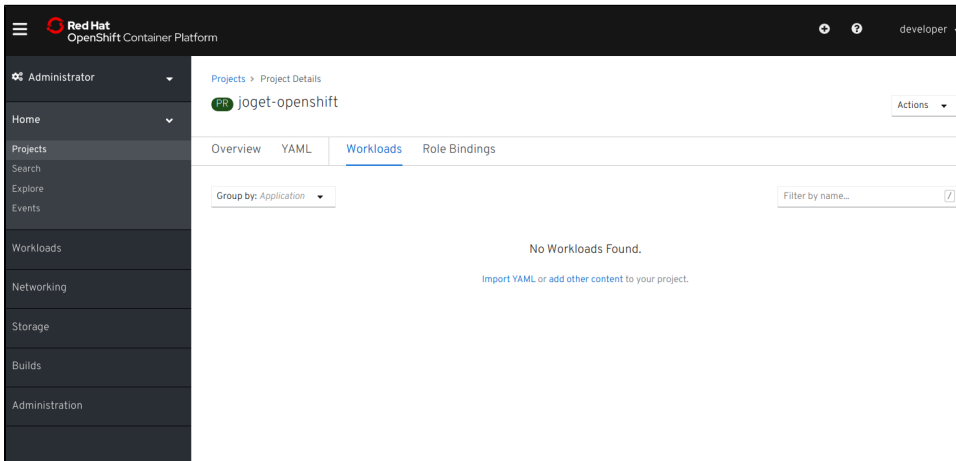 Red Hat
OpenShift Container Platform
developer
Administrator
Home
Projects
Search
Explore
Events
Workloads
Networking
Storage
Builds
Administration
Projects > Project Details
PR joget-openshift
Actions
Overview YAML Workloads Role Bindings
Group by: Application
Filter by name... /
No Workloads Found.
Import YAML or add other content to your project.